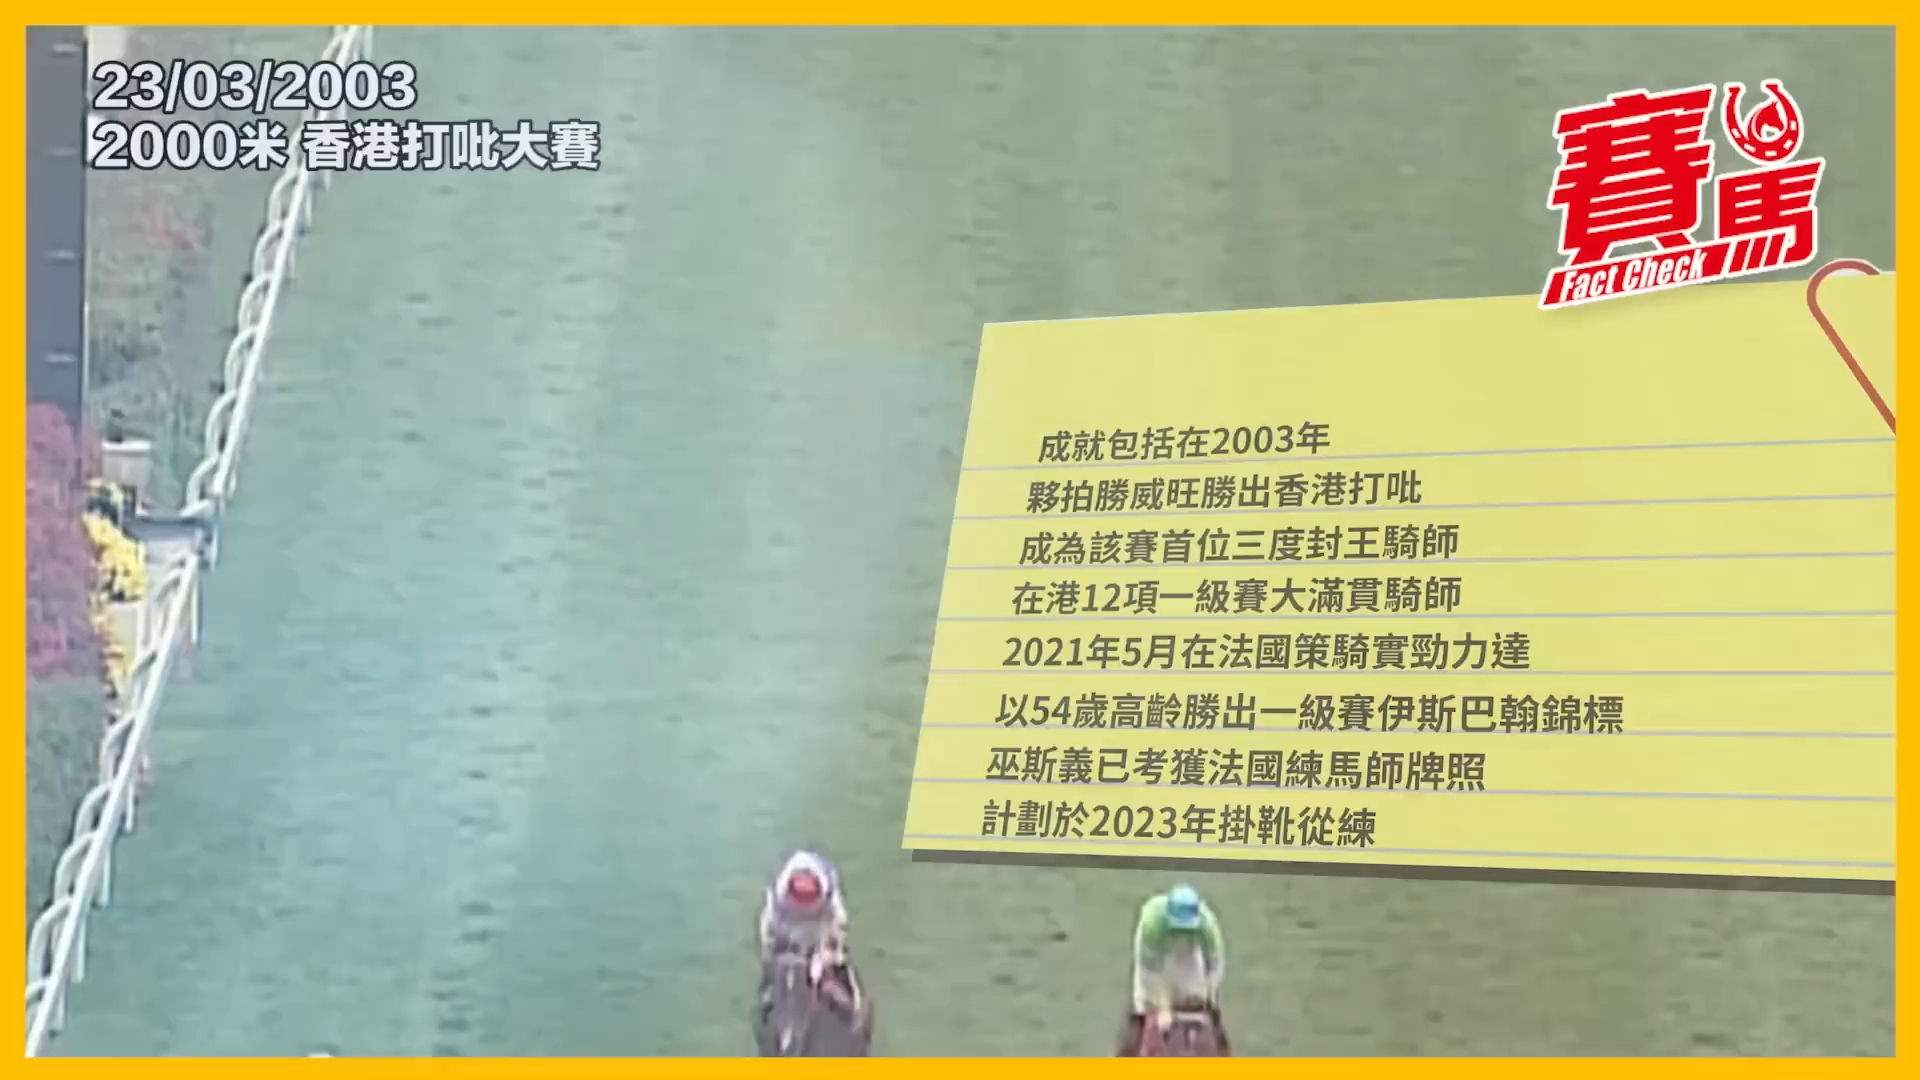 23/03/2003
2000米 香港打吡大賽
賽馬
Fact Check
成就包括在2003年
夥拍勝威旺勝出香港打吡
成為該賽首位三度封王騎師
在港12項一級賽大滿貫騎師
2021年5月在法國策騎實勁力達
以54歲高齡勝出一級賽伊斯巴翰錦標
巫斯義已考獲法國練馬師牌照
計劃於2023年掛靴從練